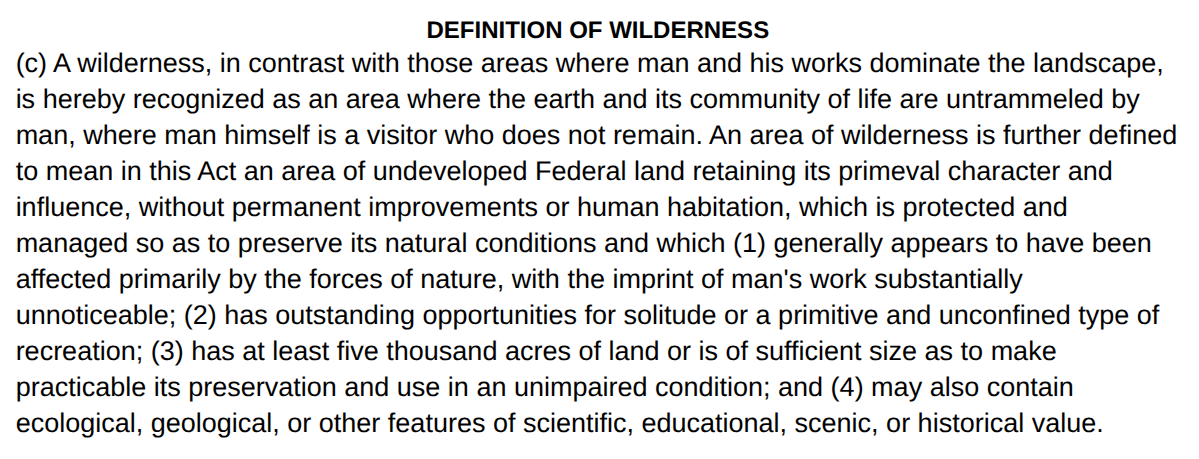 DEFINITION OF WILDERNESS
(c) A wilderness, in contrast with those areas where man and his works dominate the landscape,
is hereby recognized as an area where the earth and its community of life are untrammeled by
man, where man himself is a visitor who does not remain. An area of wilderness is further defined
to mean in this Act an area of undeveloped Federal land retaining its primeval character and
influence, without permanent improvements or human habitation, which is protected and
managed so as to preserve its natural conditions and which (1) generally appears to have been
affected primarily by the forces of nature, with the imprint of man's work substantially
unnoticeable; (2) has outstanding opportunities for solitude or a primitive and unconfined type of
recreation; (3) has at least five thousand acres of land or is of sufficient size as to make
practicable its preservation and use in an unimpaired condition; and (4) may also contain
ecological, geological, or other features of scientific, educational, scenic, or historical value.